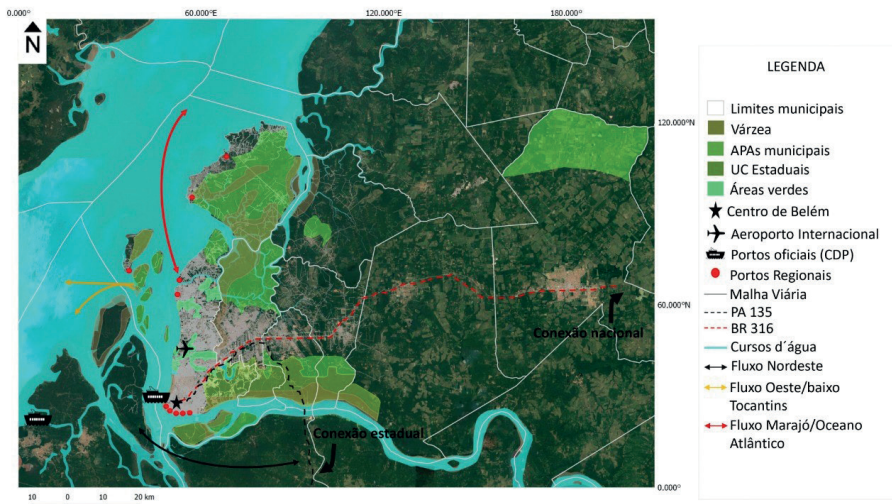 0.000°
60.000°
120.000°
180.000°
N
120.000°N
60.000°N
0.000°
Conexão nacional
Conexão estadual
10 0 10 20 km
LEGENDA
Limites municipais
Várzea
APAs municipais
UC Estaduais
Áreas verdes
Centro de Belém
Aeroporto Internacional
Portos oficiais (CDP)
Portos Regionais
Malha Viária
PA 135
BR 316
Cursos d´água
Fluxo Nordeste
Fluxo Oeste/baixo
Tocantins
Fluxo Marajó/Oceano
Atlântico